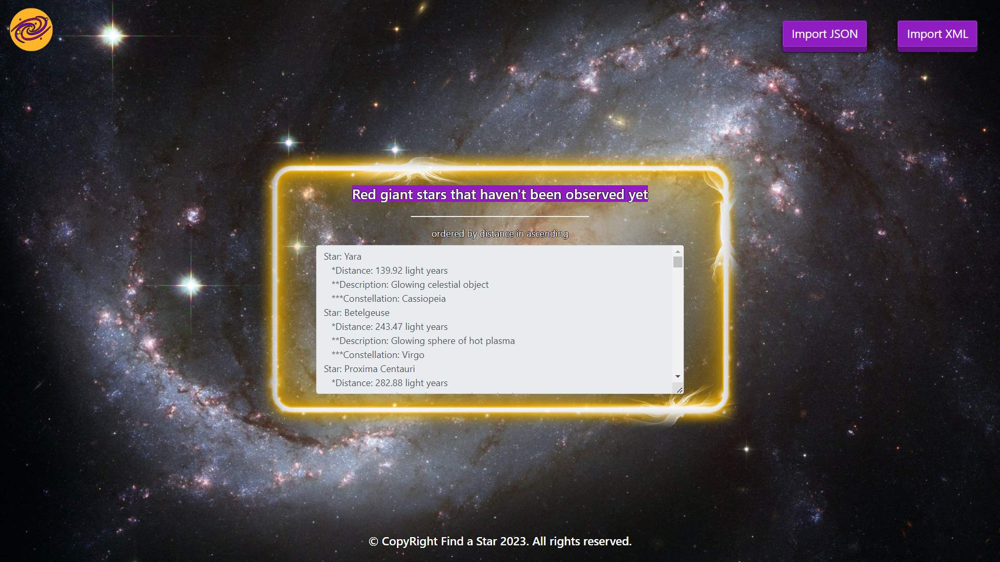 Import JSON
Import XML
Red giant stars that haven't been observed yet
ordered by distance in ascending
Star: Yara
*Distance: 139.92 light years
**Description: Glowing celestial object
***Constellation: Cassiopeia
Star: Betelgeuse
*Distance: 243.47 light years
**Description: Glowing sphere of hot plasma
***Constellation: Virgo
Star: Proxima Centauri
*Distance: 282.88 light years
© CopyRight Find a Star 2023. All rights reserved.